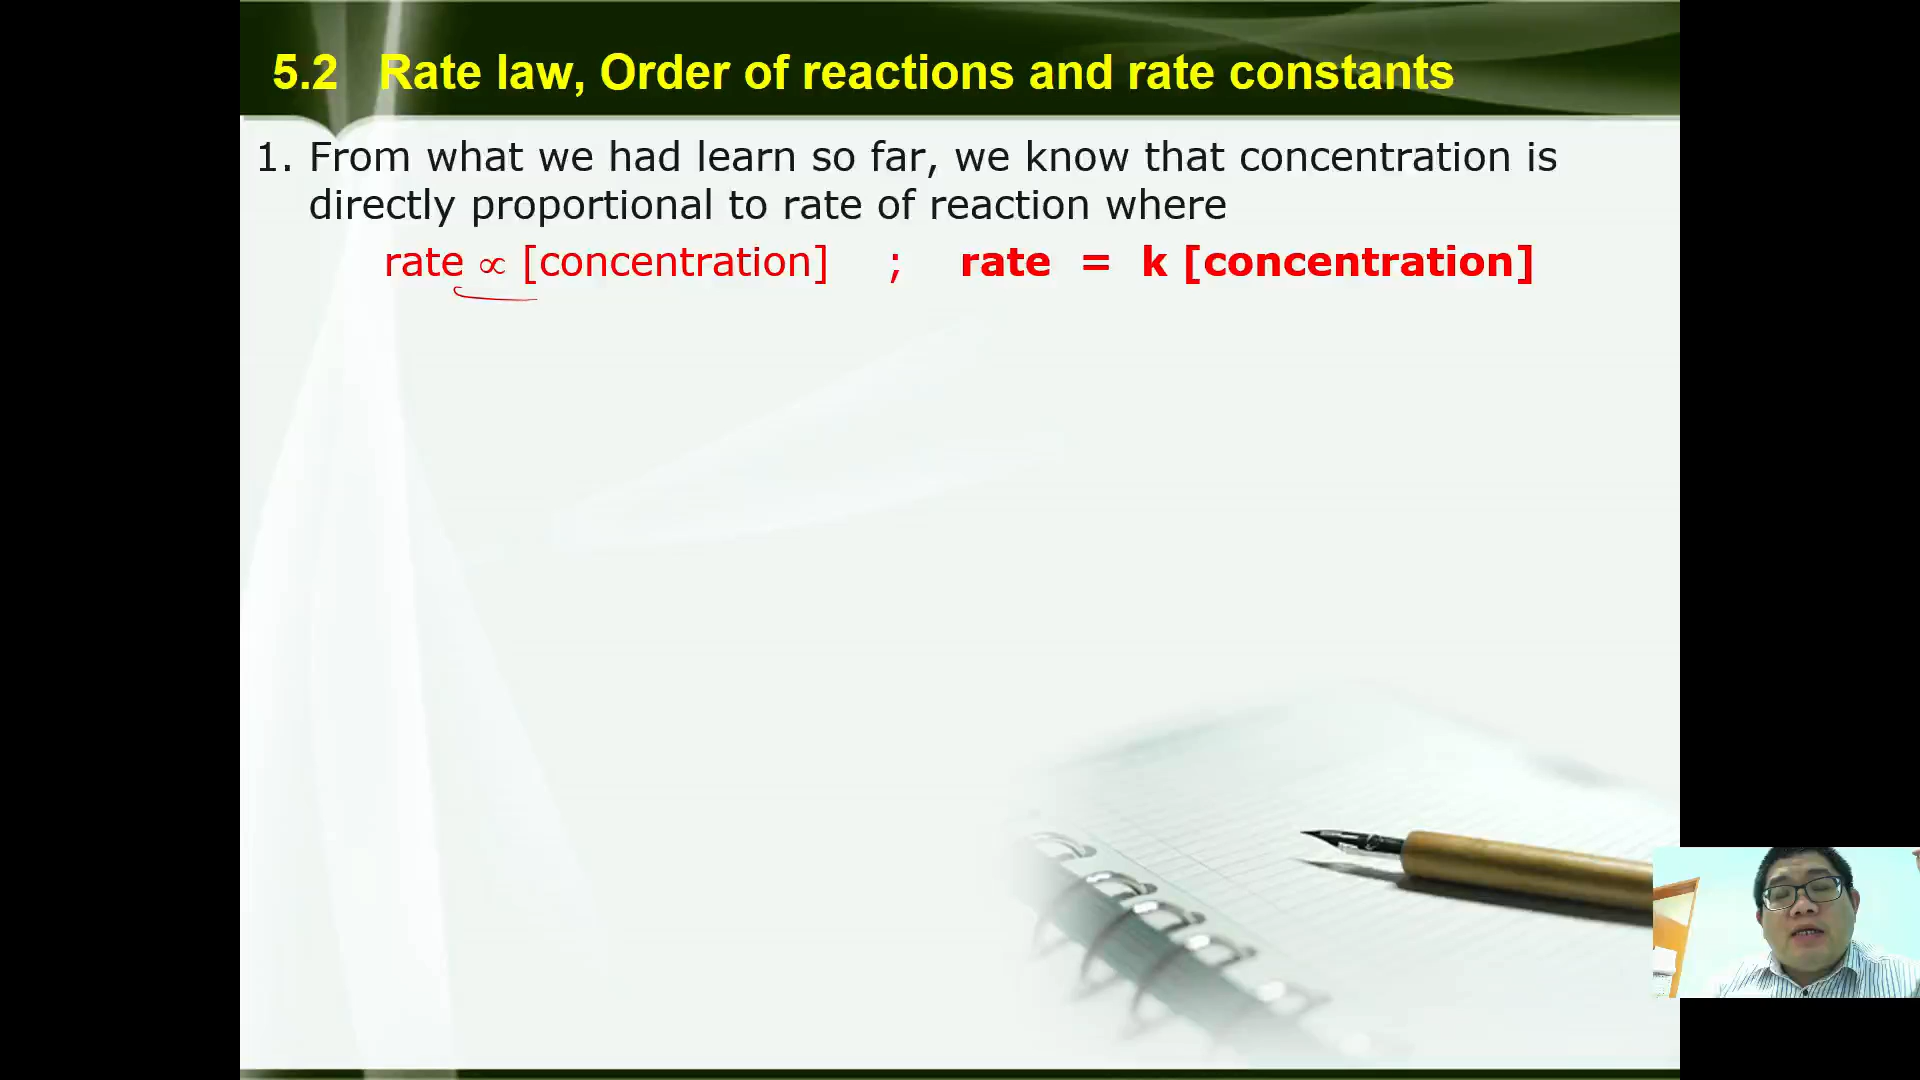 5.2 Rate law, Order of reactions and rate constants
1. From what we had learn so far, we know that concentration is
directly proportional to rate of reaction where
rate ∝ [concentration] ; rate = k [concentration]